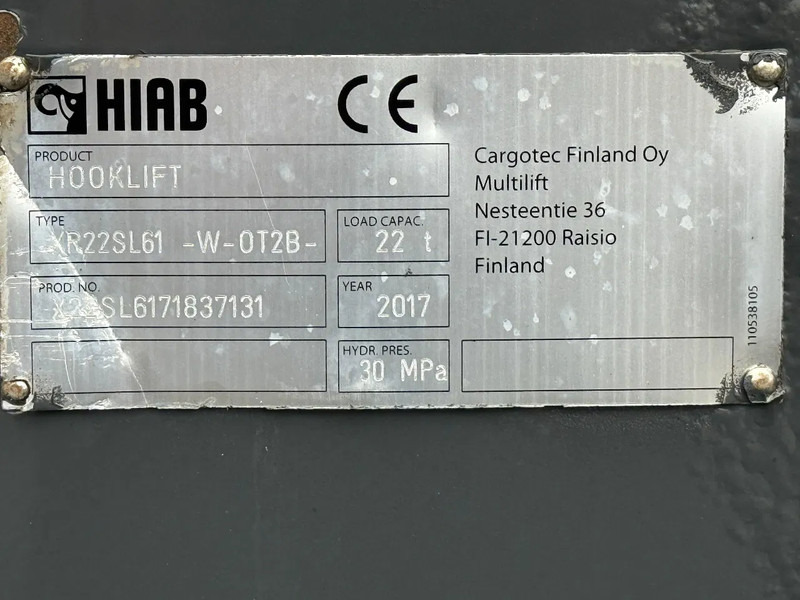 HIAB CE
PRODUCT
HOOKLIFT
TYPE
XR22SL61 -W-OT2B-
LOAD CAPAC.
22 t
PROD. NO.
YEAR
2017
HYDR. PRES.
30 MPa
Cargotec Finland Oy
Multilift
Nesteentie 36
FI-21200 Raisio
Finland
110538105